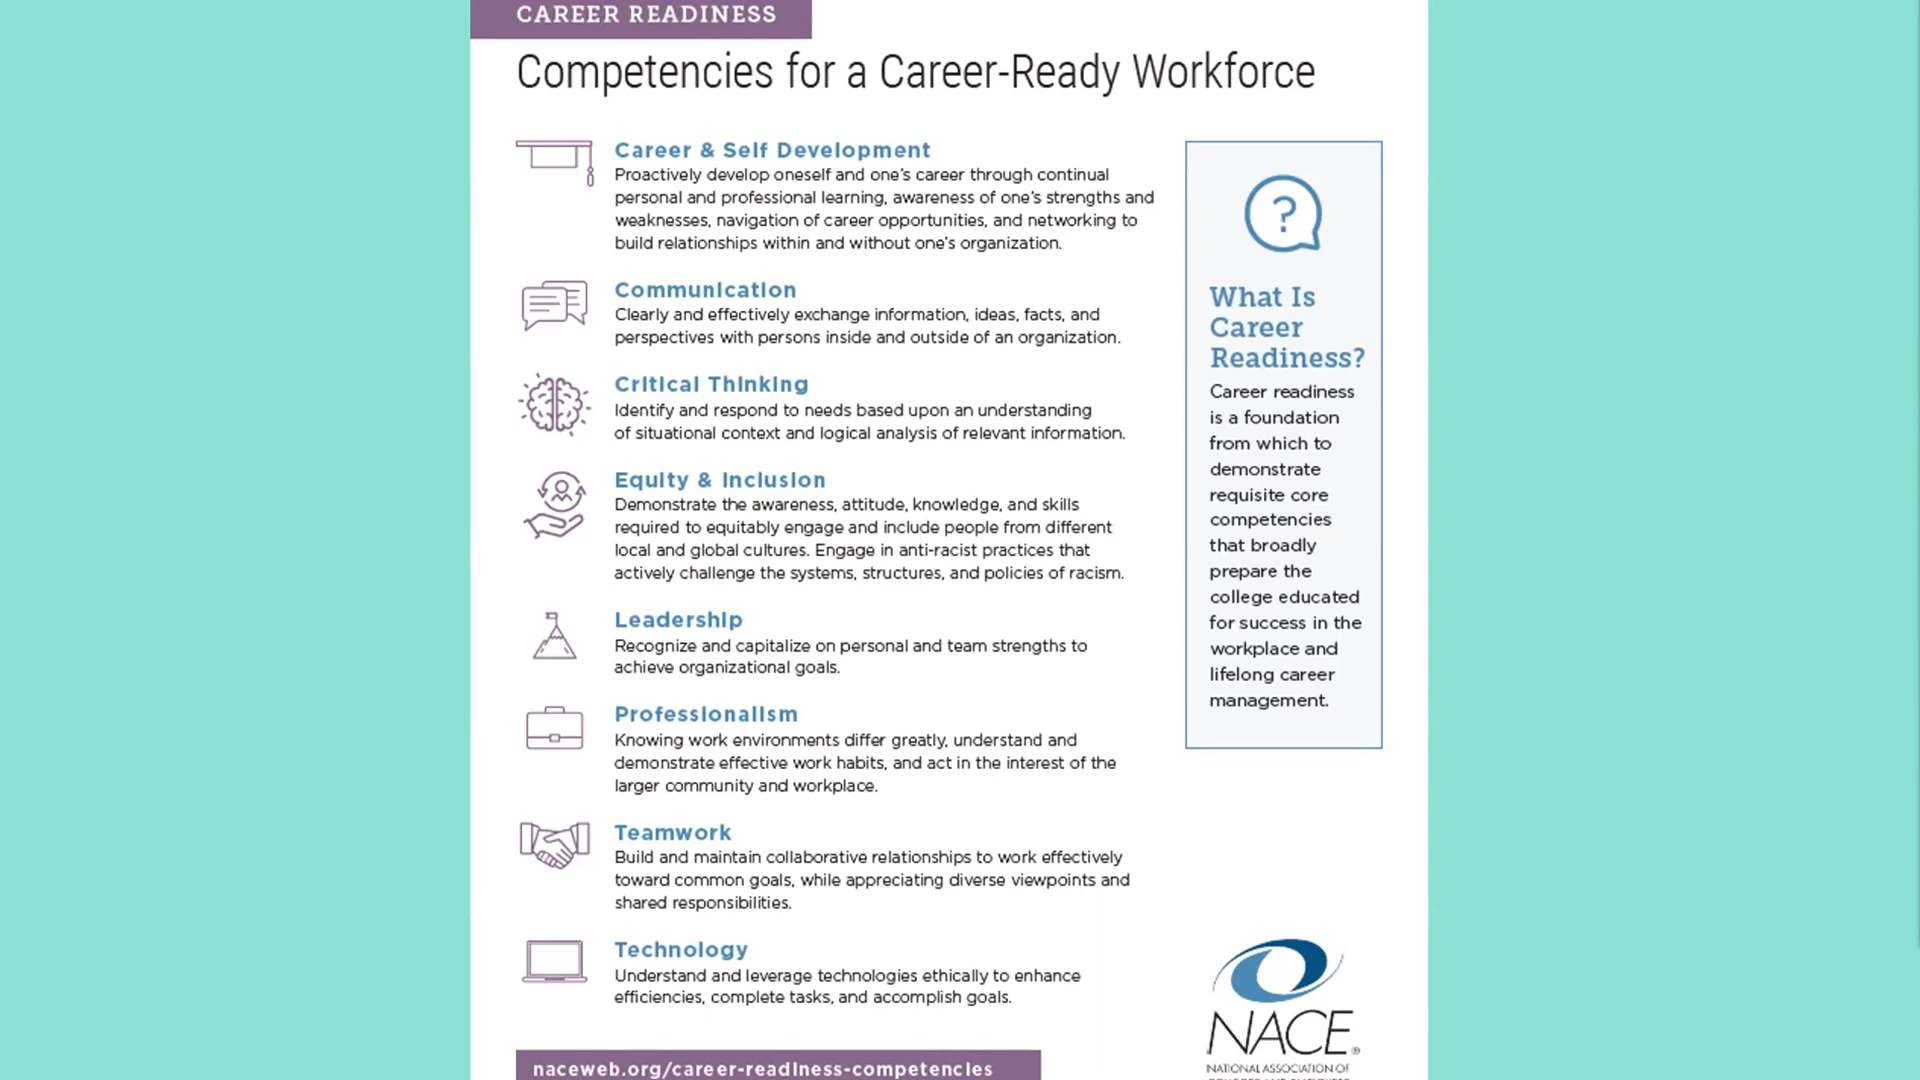 CAREER READINESS
Competencies for a Career-Ready Workforce
Career & Self Development
Proactively develop oneself and one's career through continual
personal and professional learning, awareness of one's strengths and
weaknesses, navigation of career opportunities, and networking to
build relationships within and without one's organization.
Communication
Clearly and effectively exchange information, ideas, facts, and
perspectives with persons inside and outside of an organization.
Critical Thinking
Identify and respond to needs based upon an understanding
of situational context and logical analysis of relevant information.
Equity & Inclusion
Demonstrate the awareness, attitude, knowledge, and skills
required to equitably engage and include people from different
local and global cultures. Engage in anti-racist practices that
actively challenge the systems, structures, and policies of racism.
Leadership
Recognize and capitalize on personal and team strengths to
achieve organizational goals.
Professionalism
Knowing work environments differ greatly, understand and
demonstrate effective work habits, and act in the interest of the
larger community and workplace.
Teamwork
Build and maintain collaborative relationships to work effectively
toward common goals, while appreciating diverse viewpoints and
shared responsibilities.
Technology
Understand and leverage technologies ethically to enhance
efficiencies, complete tasks, and accomplish goals.
naceweb.org/career-readiness-competencies
?
What Is
Career
Readiness?
Career readiness
is a foundation
from which to
demonstrate
requisite core
competencies
that broadly
prepare the
college educated
for success in the
workplace and
lifelong career
management.
NACE®
NATIONAL ASSOCIATION OF